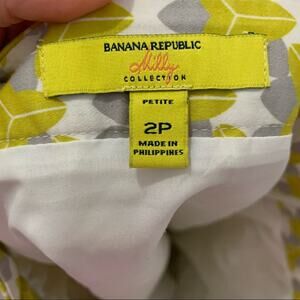 BANANA REPUBLIC
Milly
COLLECTION
PETITE
2P
MADE IN
PHILIPPINES